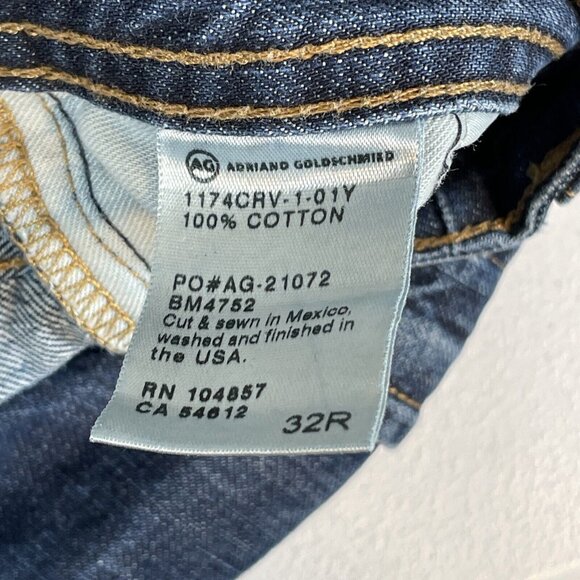 AG ADRIANO GOLDSCHMIED
1174CRV-1-01Y
100% COTTON
PO#AG-21072
BM4752
Cut & sewn in Mexico,
washed and finished in
the USA.
RN 104857
CA 54612
32R